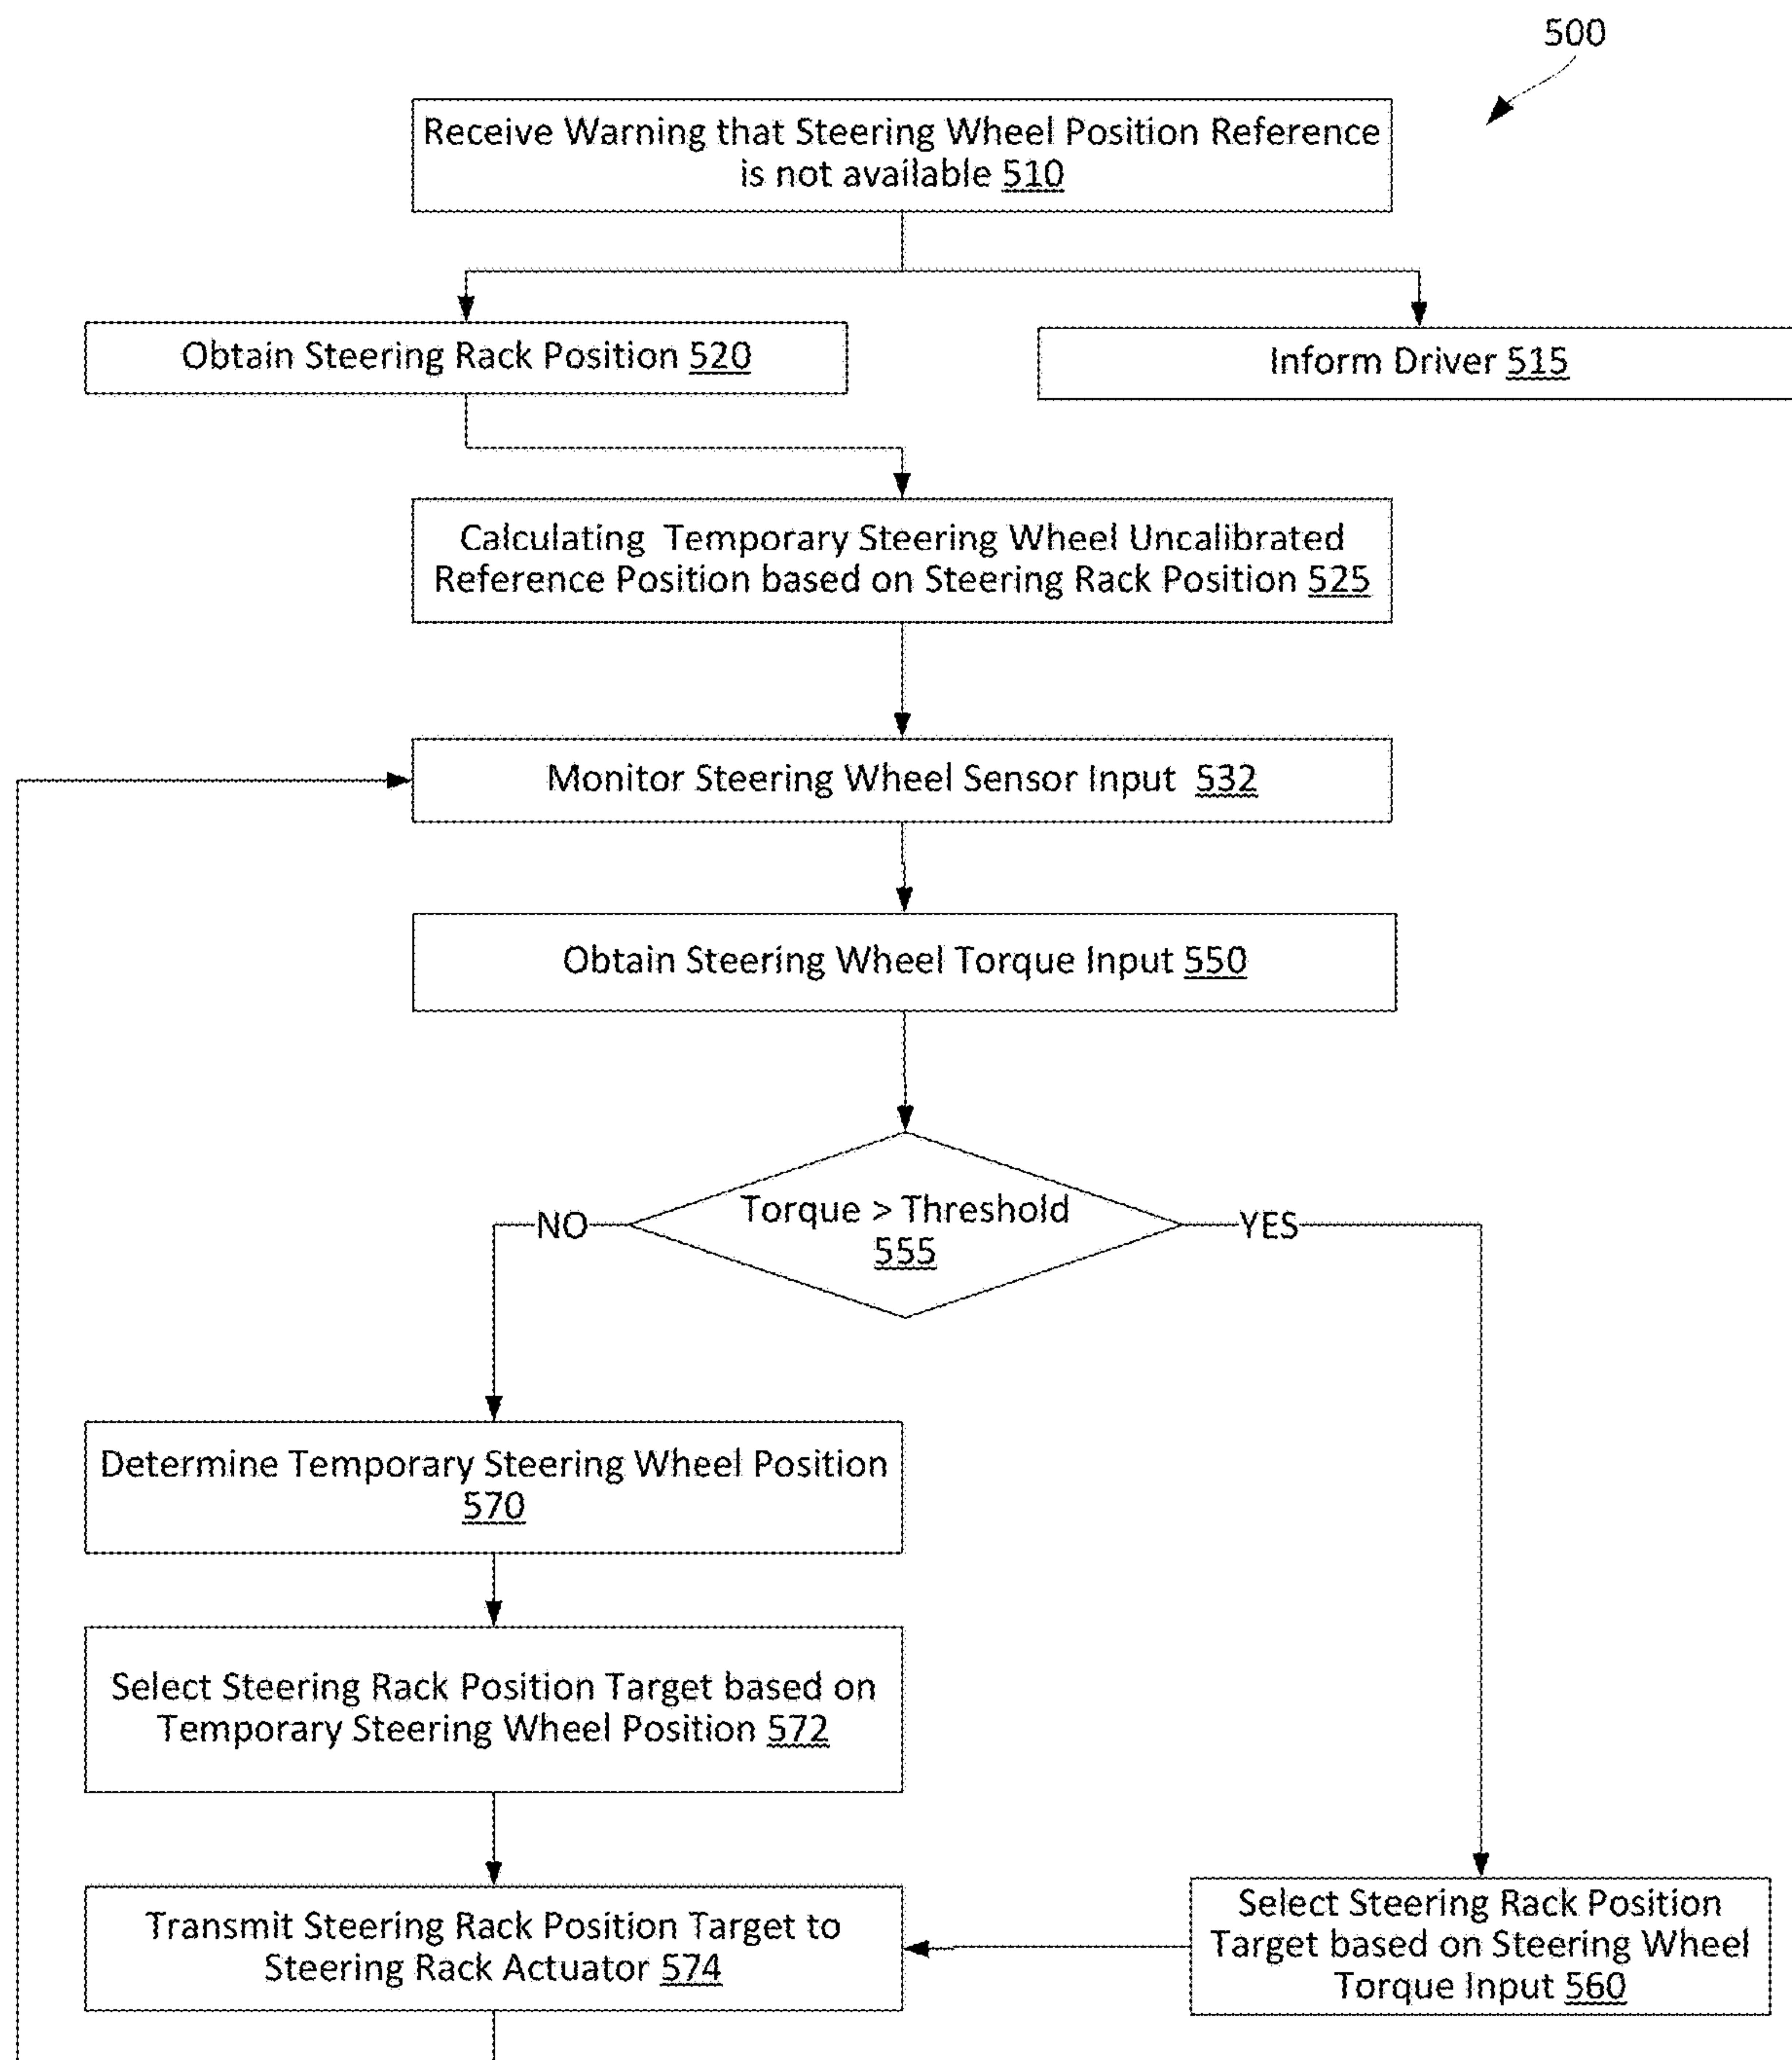 500
Receive Warning that Steering Wheel Position Reference
is not available 510
Obtain Steering Rack Position 520
Inform Driver 515
Calculating Temporary Steering Wheel Uncalibrated
Reference Position based on Steering Rack Position 525
Monitor Steering Wheel Sensor Input 532
Obtain Steering Wheel Torque Input 550
Torque > Threshold
555
NO
YES
Determine Temporary Steering Wheel Position
570
Select Steering Rack Position Target based on
Temporary Steering Wheel Position 572
Transmit Steering Rack Position Target to
Steering Rack Actuator 574
Select Steering Rack Position
Target based on Steering Wheel
Torque Input 560